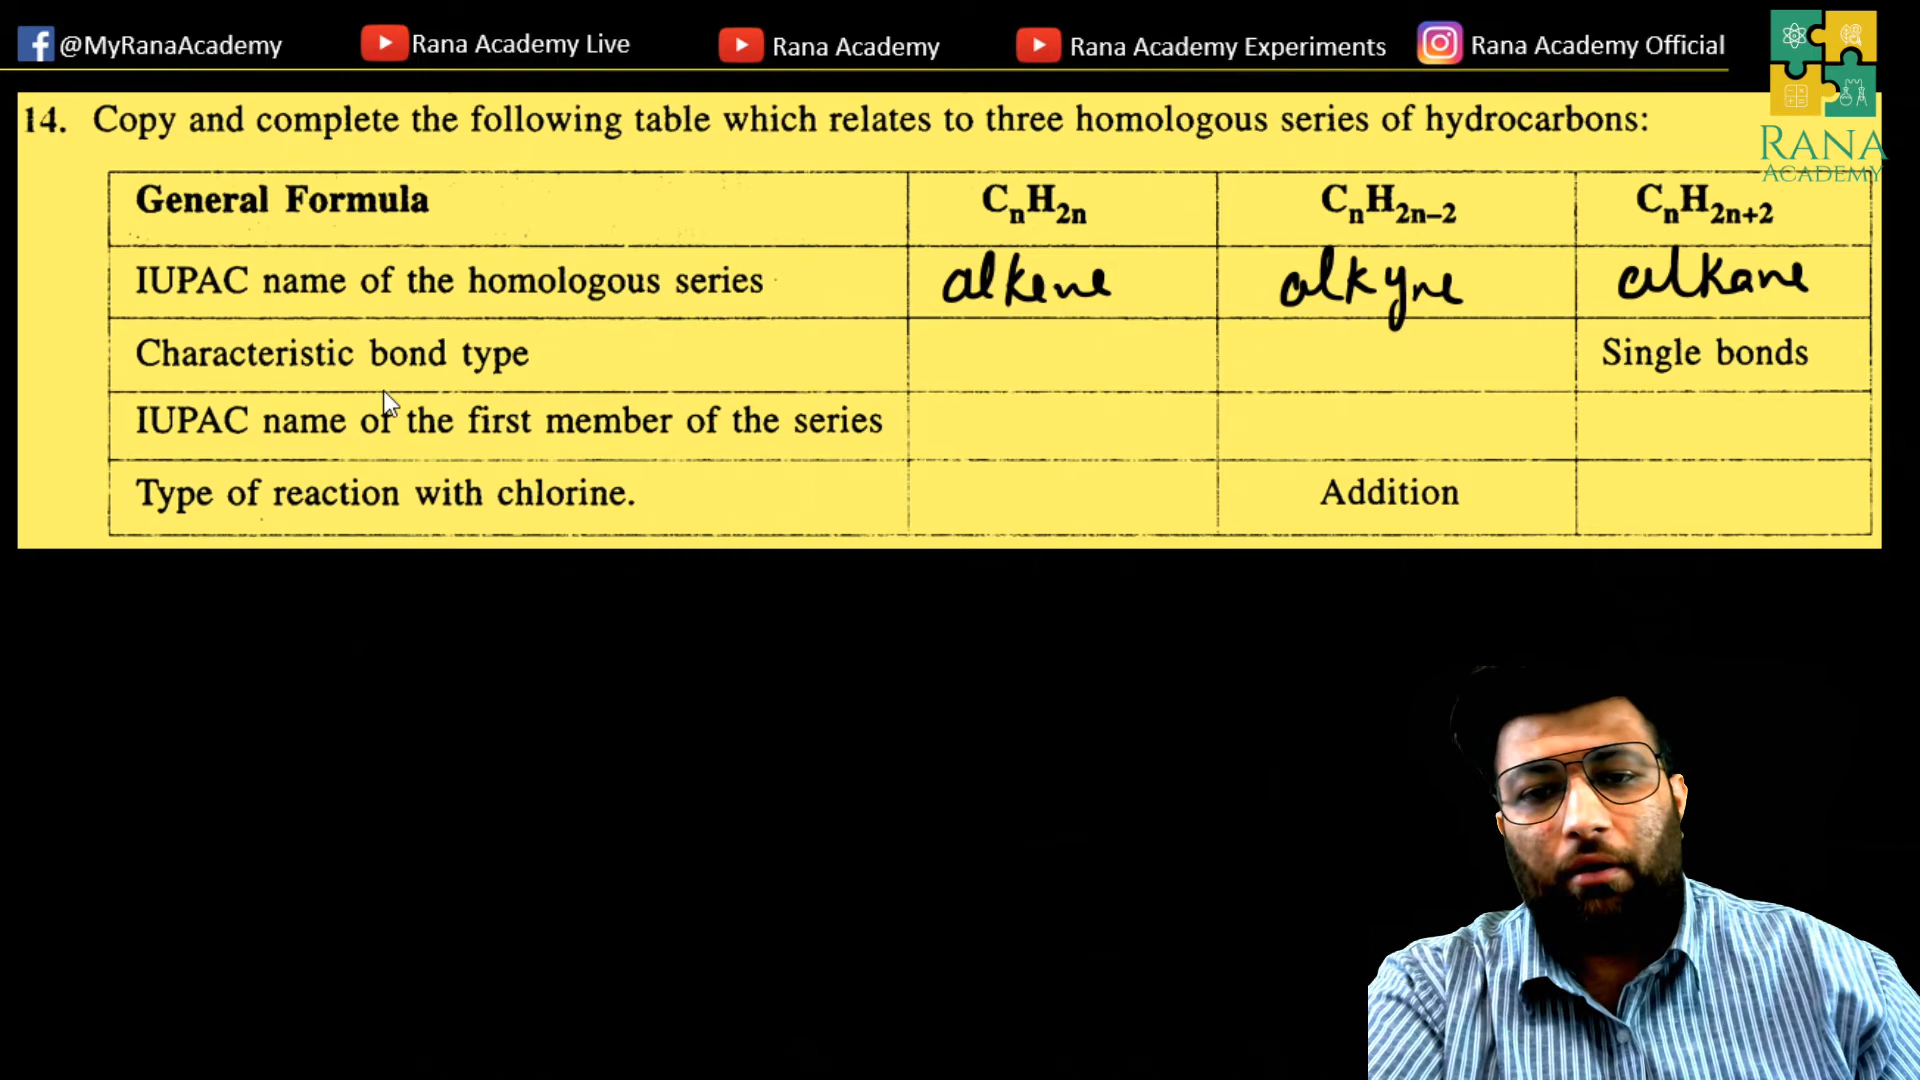 @MyRanaAcademy Rana Academy Live Rana Academy Rana Academy Experiments Rana Academy Official
RANA
ACADEMY
14. Copy and complete the following table which relates to three homologous series of hydrocarbons:
General Formula CnH2n CnH2n–2 CnH2n+2
IUPAC name of the homologous series alkene alkyne alkane
Characteristic bond type Single bonds
IUPAC name of the first member of the series
Type of reaction with chlorine. Addition